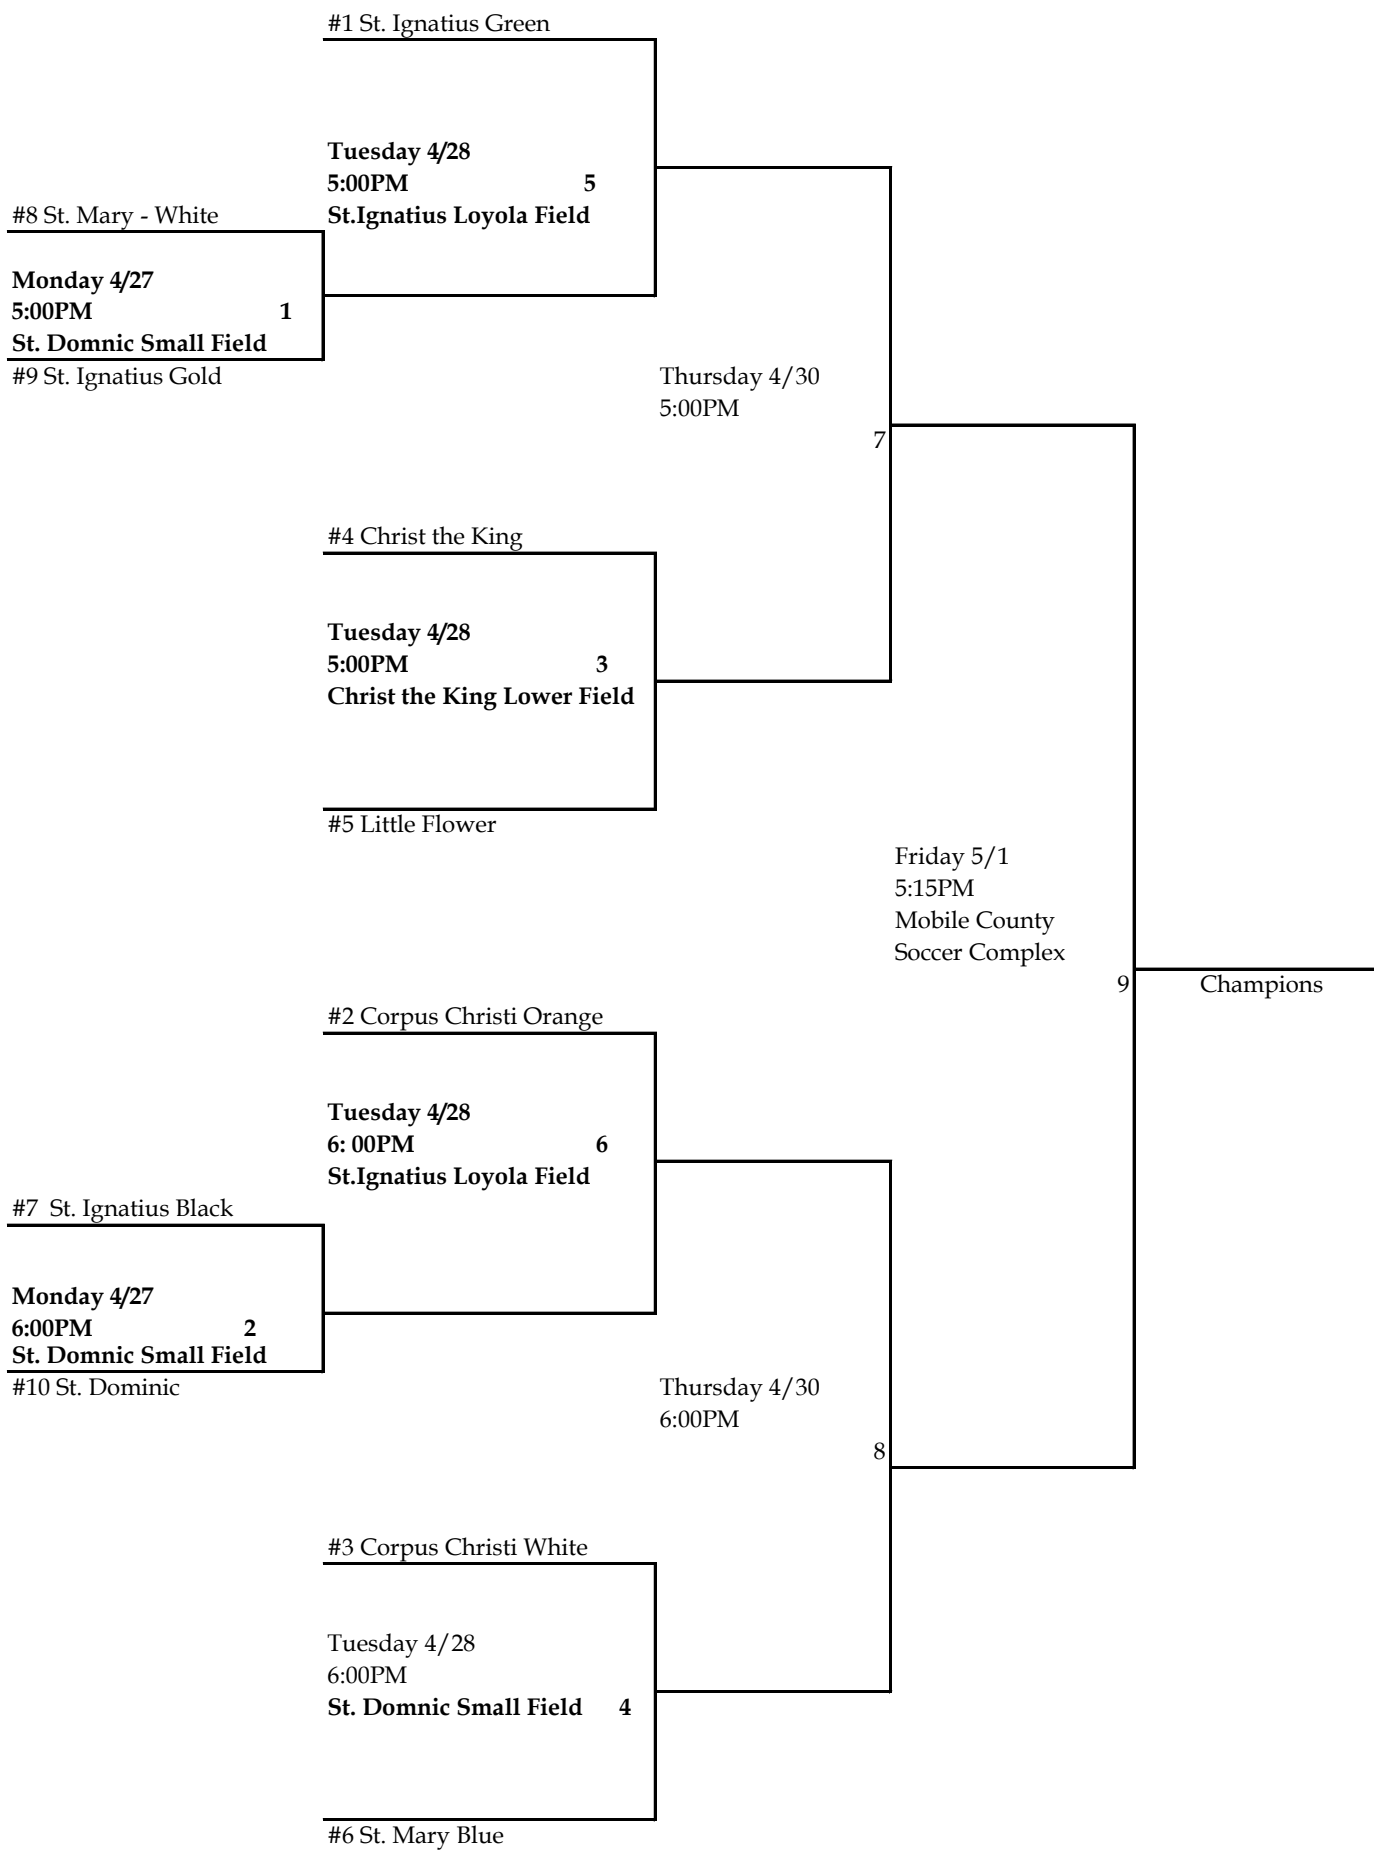 #1 St. Ignatius Green
Tuesday 4/28
5:00PM 5
St.Ignatius Loyola Field
#8 St. Mary - White
Monday 4/27
5:00PM 1
St. Domnic Small Field
#9 St. Ignatius Gold
Thursday 4/30
5:00PM
7
#4 Christ the King
Tuesday 4/28
5:00PM 3
Christ the King Lower Field
#5 Little Flower
Friday 5/1
5:15PM
Mobile County
Soccer Complex
9 Champions
#2 Corpus Christi Orange
Tuesday 4/28
6: 00PM 6
St.Ignatius Loyola Field
#7  St. Ignatius Black
Monday 4/27
6:00PM 2
St. Domnic Small Field
#10 St. Dominic
Thursday 4/30
6:00PM
8
#3 Corpus Christi White
Tuesday 4/28
6:00PM
St. Domnic Small Field 4
#6 St. Mary Blue